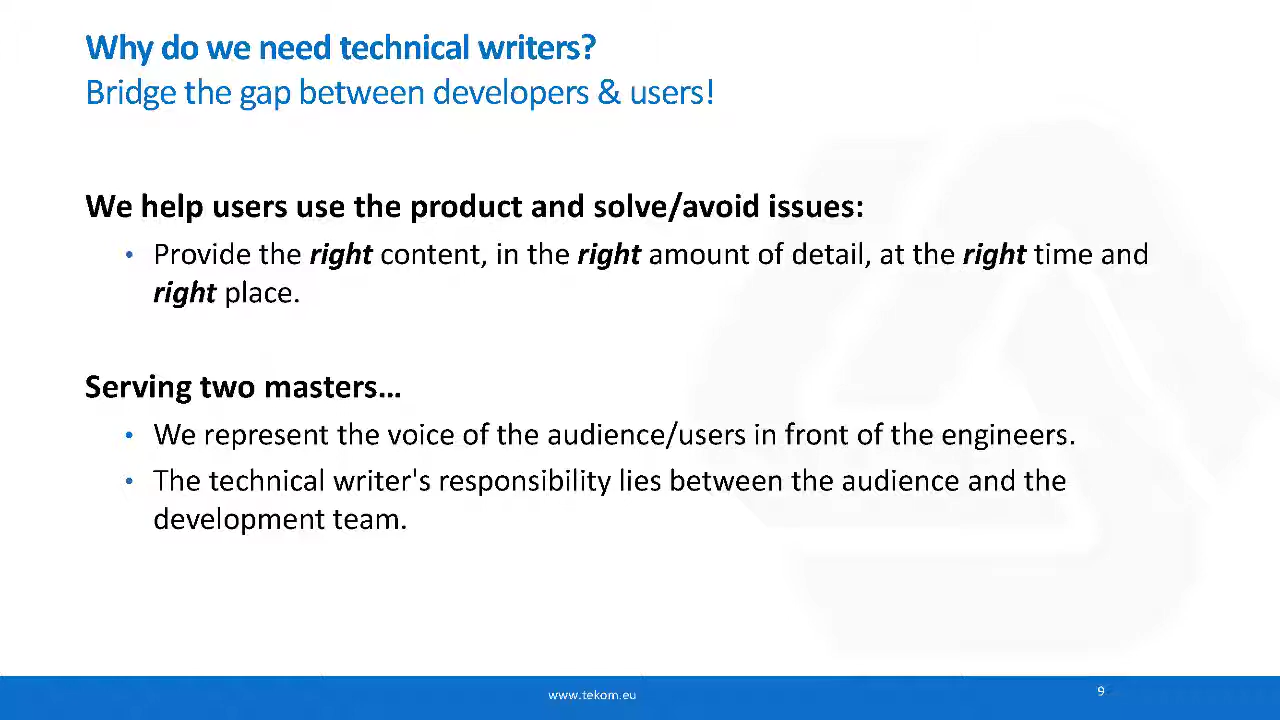 Why do we need technical writers?
Bridge the gap between developers & users!
We help users use the product and solve/avoid issues:
• Provide the right content, in the right amount of detail, at the right time and
right place.
Serving two masters…
• We represent the voice of the audience/users in front of the engineers.
• The technical writer's responsibility lies between the audience and the
development team.
www.tekom.eu
9